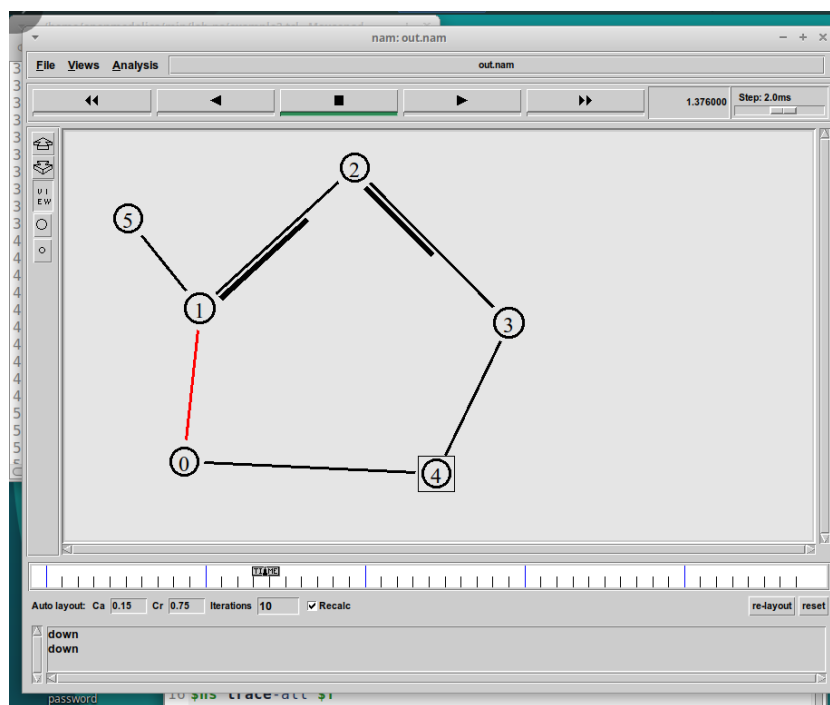 nam: out.nam
File Views Analysis out.nam
1.376000 Step: 2.0ms
VI
EW
2
5
1
3
0
4
TIME
Auto layout: Ca 0.15 Cr 0.75 Iterations 10 Recalc re-layout reset
down
down
password
$ns trace-all $f